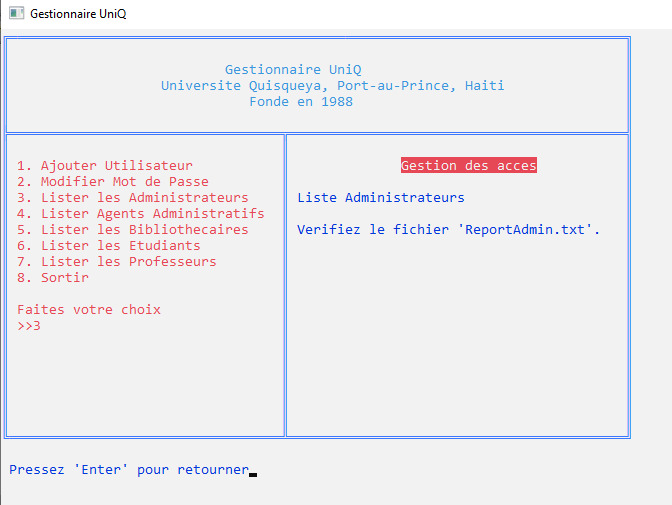 Gestionnaire UniQ
Gestionnaire UniQ
Universite Quisqueya, Port-au-Prince, Haiti
Fonde en 1988
1. Ajouter Utilisateur
2. Modifier Mot de Passe
3. Lister les Administrateurs
4. Lister Agents Administratifs
5. Lister les Bibliothecaires
6. Lister les Etudiants
7. Lister les Professeurs
8. Sortir
Faites votre choix
>>3
Gestion des acces
Liste Administrateurs
Verifiez le fichier 'ReportAdmin.txt'.
Pressez 'Enter' pour retourner